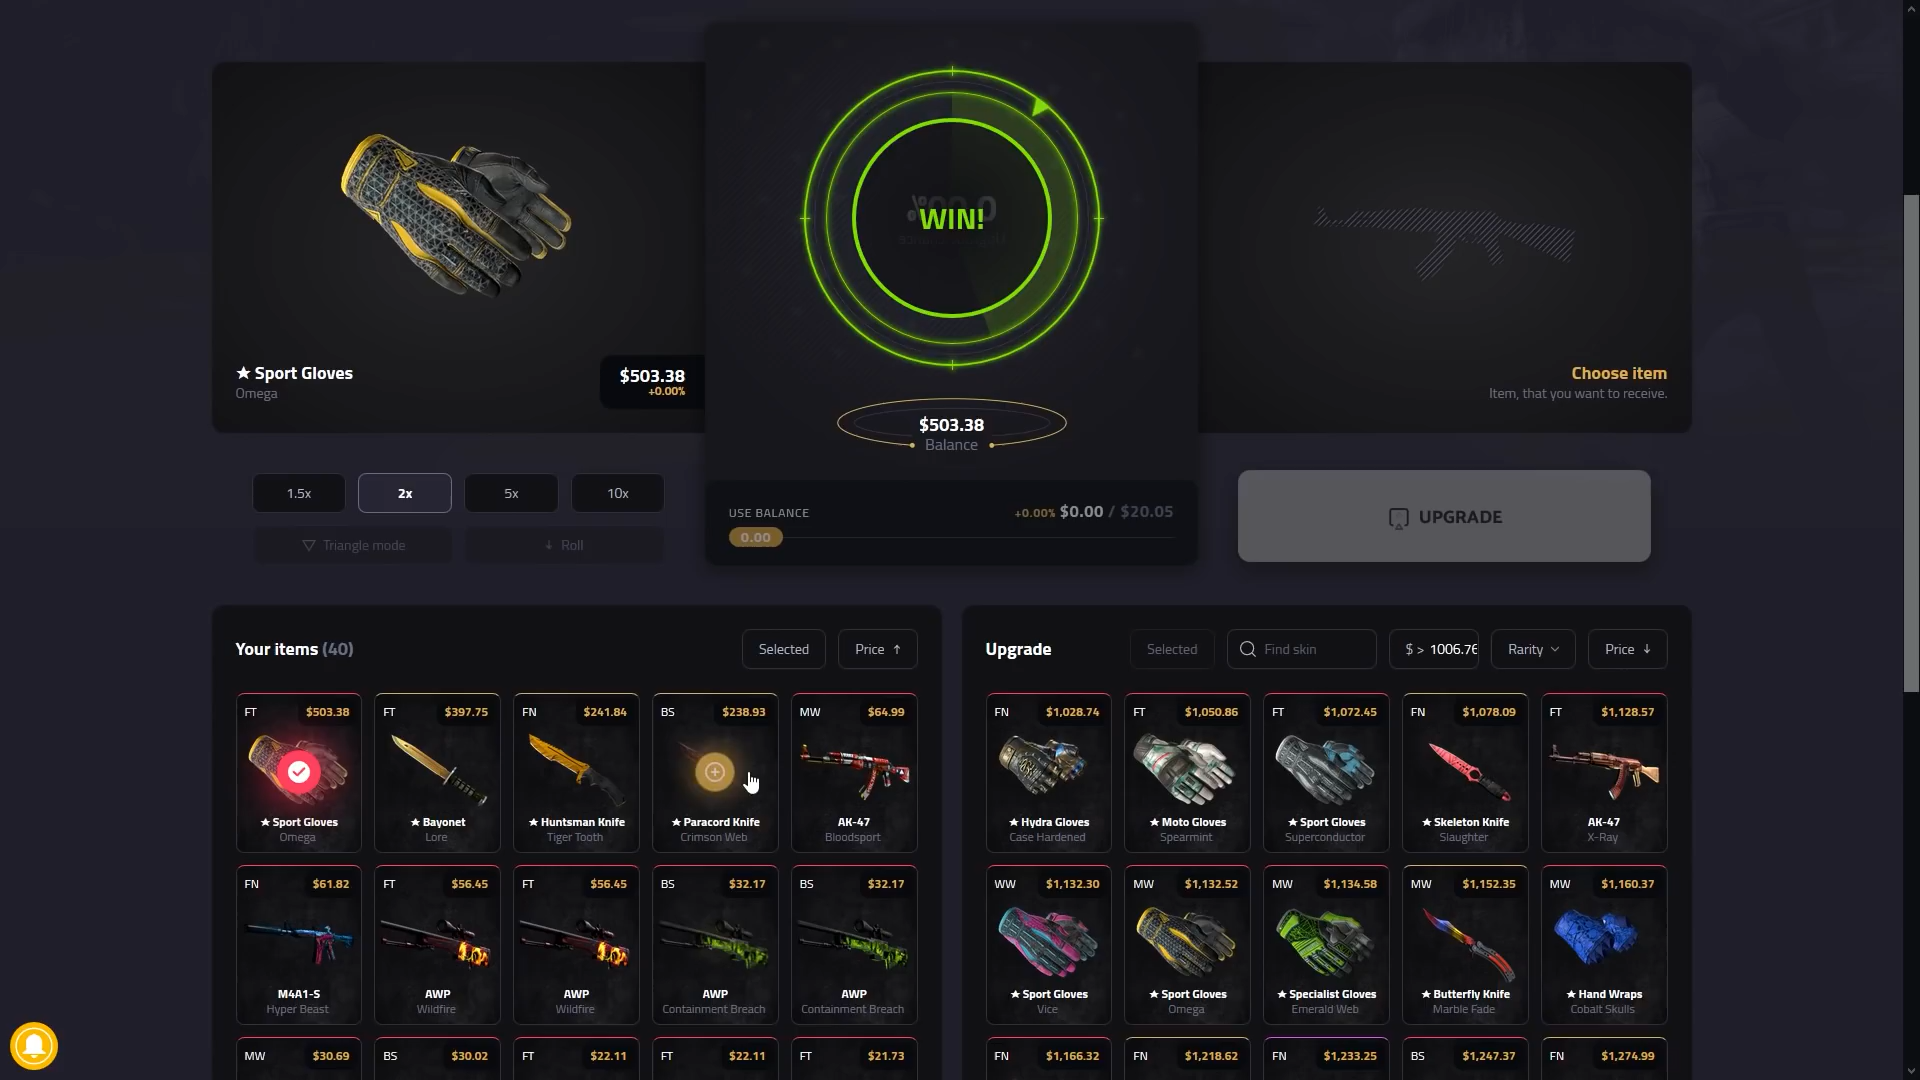 WIN!
★ Sport Gloves
Omega
$503.38
+0.00%
Choose item
Item, that you want to receive.
$503.38
Balance
1.5x
2x
5x
10x
Triangle mode
Roll
USE BALANCE
+0.00% $0.00 / $20.05
0.00
UPGRADE
Your items (40)
Selected
Price
FT $503.38
★ Sport Gloves
Omega
FT $397.75
★ Bayonet
Lore
FN $241.84
★ Huntsman Knife
Tiger Tooth
BS $238.93
★ Paracord Knife
Crimson Web
MW $64.99
AK-47
Bloodsport
FN $61.82
M4A1-S
Hyper Beast
FT $56.45
AWP
Wildfire
FT $56.45
AWP
Wildfire
BS $32.17
AWP
Containment Breach
BS $32.17
AWP
Containment Breach
MW $30.69
BS $30.02
FT $22.11
FT $22.11
FT $21.73
Upgrade
Selected
Find skin
$ > 1006.76
Rarity
Price
FN $1,028.74
★ Hydra Gloves
Case Hardened
FT $1,050.86
★ Moto Gloves
Spearmint
FT $1,072.45
★ Sport Gloves
Superconductor
FN $1,078.09
★ Skeleton Knife
Slaughter
FT $1,128.57
AK-47
X-Ray
WW $1,132.30
★ Sport Gloves
Vice
MW $1,132.52
★ Sport Gloves
Omega
MW $1,134.58
★ Specialist Gloves
Emerald Web
MW $1,152.35
★ Butterfly Knife
Marble Fade
MW $1,160.37
★ Hand Wraps
Cobalt Skulls
FN $1,166.32
FN $1,218.62
FN $1,233.25
BS $1,247.37
FN $1,274.99